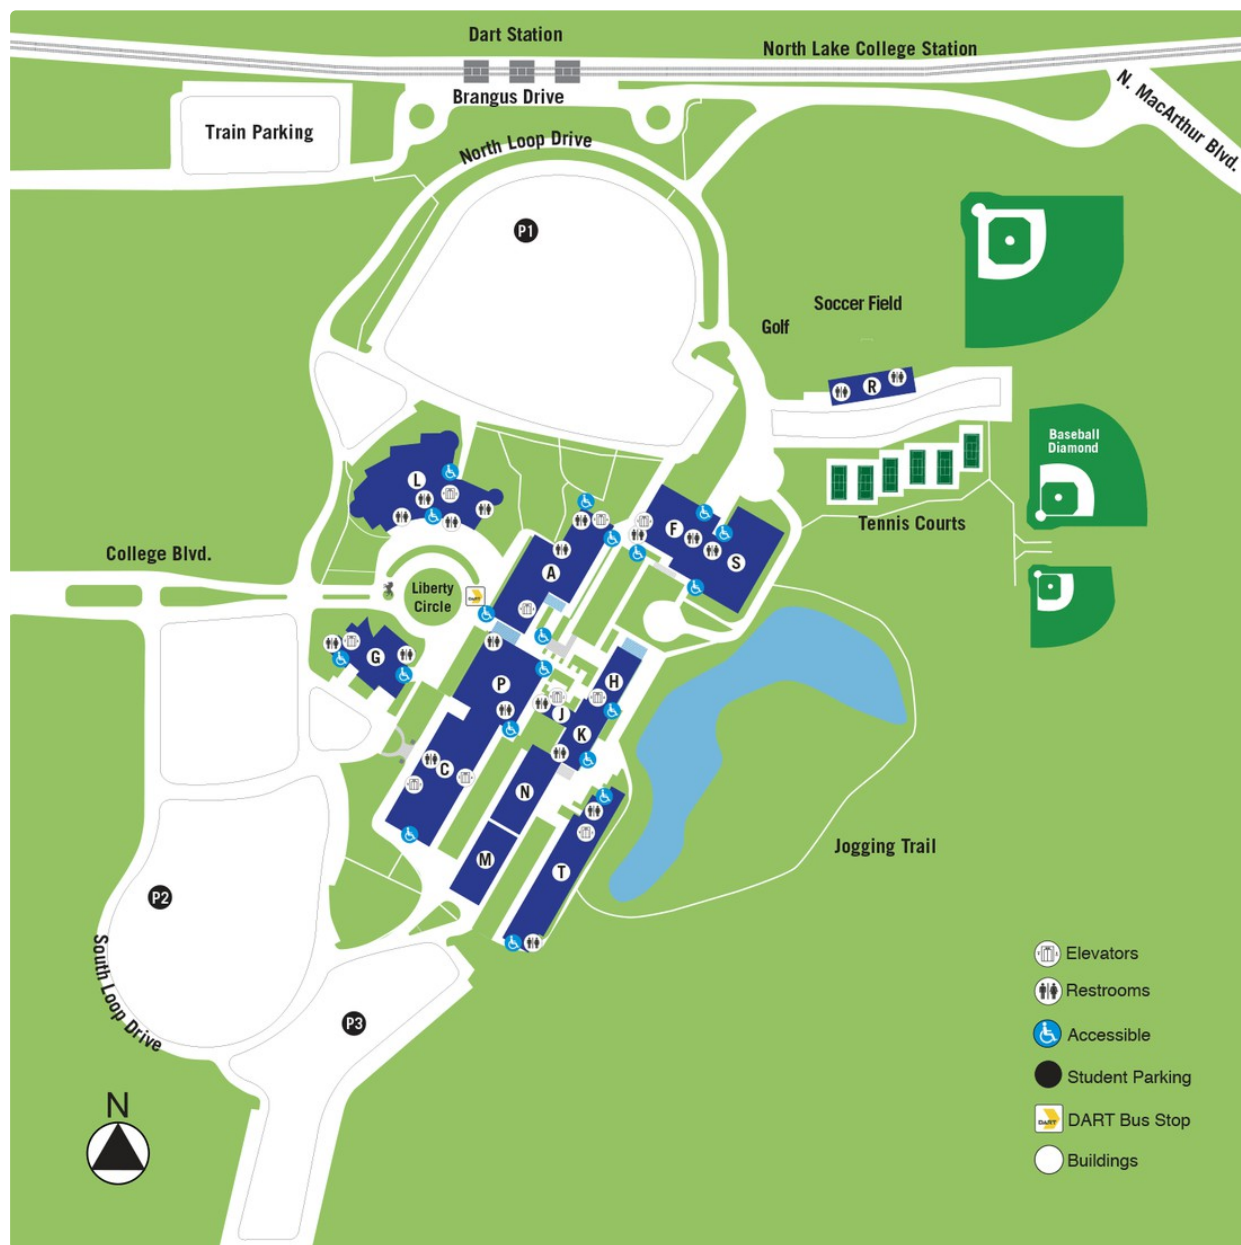 Dart Station
North Lake College Station
Brangus Drive
N. MacArthur Blvd.
Train Parking
North Loop Drive
P1
Soccer Field
Golf
R
Baseball
Diamond
L
Tennis Courts
F
S
College Blvd.
A
Liberty
Circle
DART
G
P
H
J
K
C
N
M
T
Jogging Trail
P2
South Loop Drive
P3
Elevators
Restrooms
Accessible
Student Parking
DART
DART Bus Stop
Buildings
N